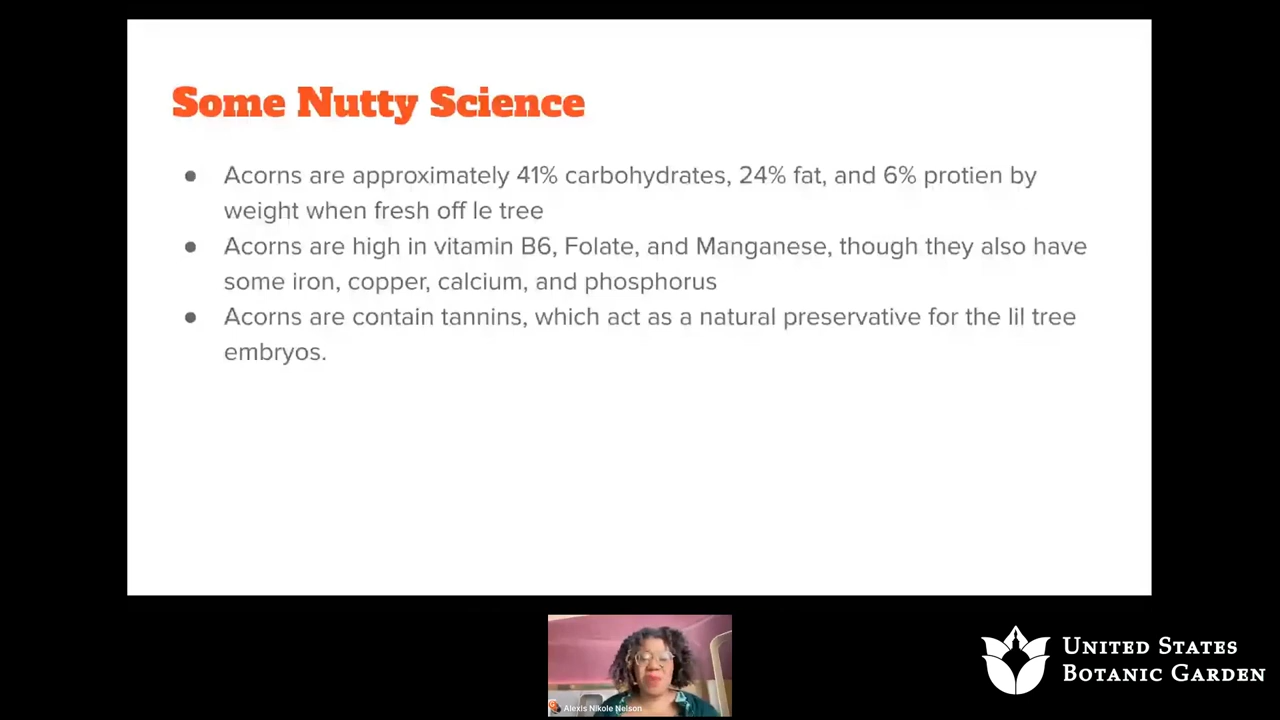 Some Nutty Science
● Acorns are approximately 41% carbohydrates, 24% fat, and 6% protien by
weight when fresh off le tree
● Acorns are high in vitamin B6, Folate, and Manganese, though they also have
some iron, copper, calcium, and phosphorus
● Acorns are contain tannins, which act as a natural preservative for the lil tree
embryos.
Alexis Nikole Nelson
United States
Botanic Garden